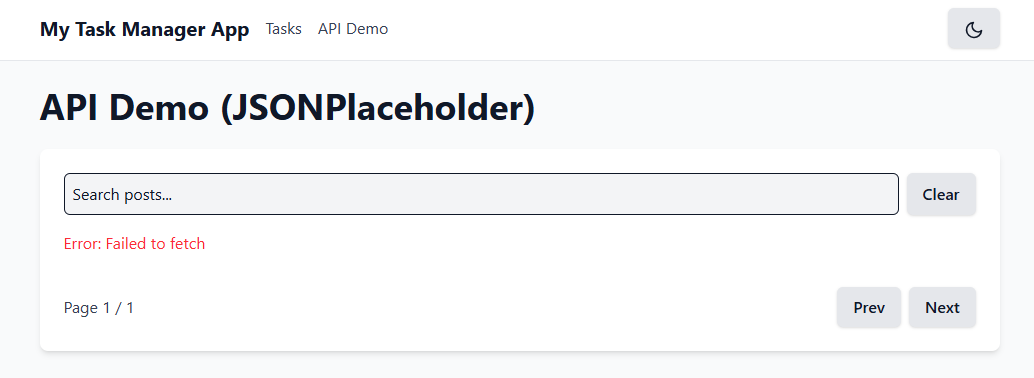 My Task Manager App Tasks API Demo
API Demo (JSONPlaceholder)
Search posts... Clear
Error: Failed to fetch
Page 1 / 1 Prev Next